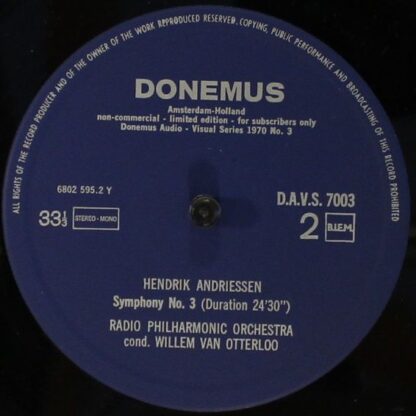 ALL RIGHTS OF THE RECORD PRODUCER AND OF THE OWNER OF THE WORK REPRODUCED RESERVED. COPYING, PUBLIC PERFORMANCE AND BROADCASTING OF THIS RECORD PROHIBITED
DONEMUS
Amsterdam-Holland
non-commercial - limited edition - for subscribers only
Donemus Audio - Visual Series 1970 No. 3
6802 595.2 Y
D.A.V.S. 7003
33⅓ STEREO - MONO
2 B.I.E.M.
HENDRIK ANDRIESSEN
Symphony No. 3 (Duration 24'30")
RADIO PHILHARMONIC ORCHESTRA
cond. WILLEM VAN OTTERLOO